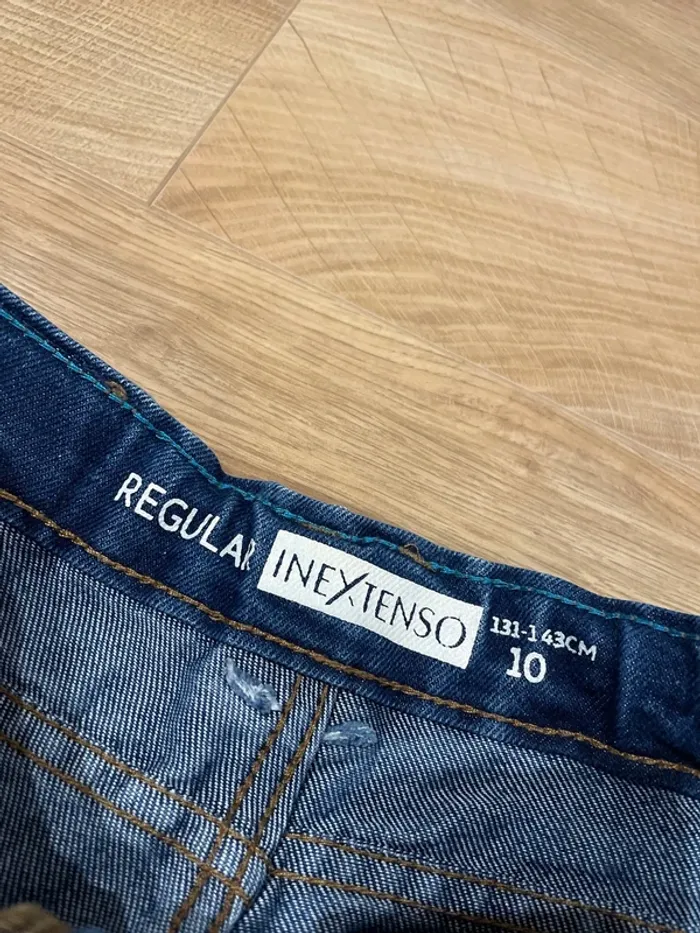 REGULAR
INEXTENSO
131-143CM
10